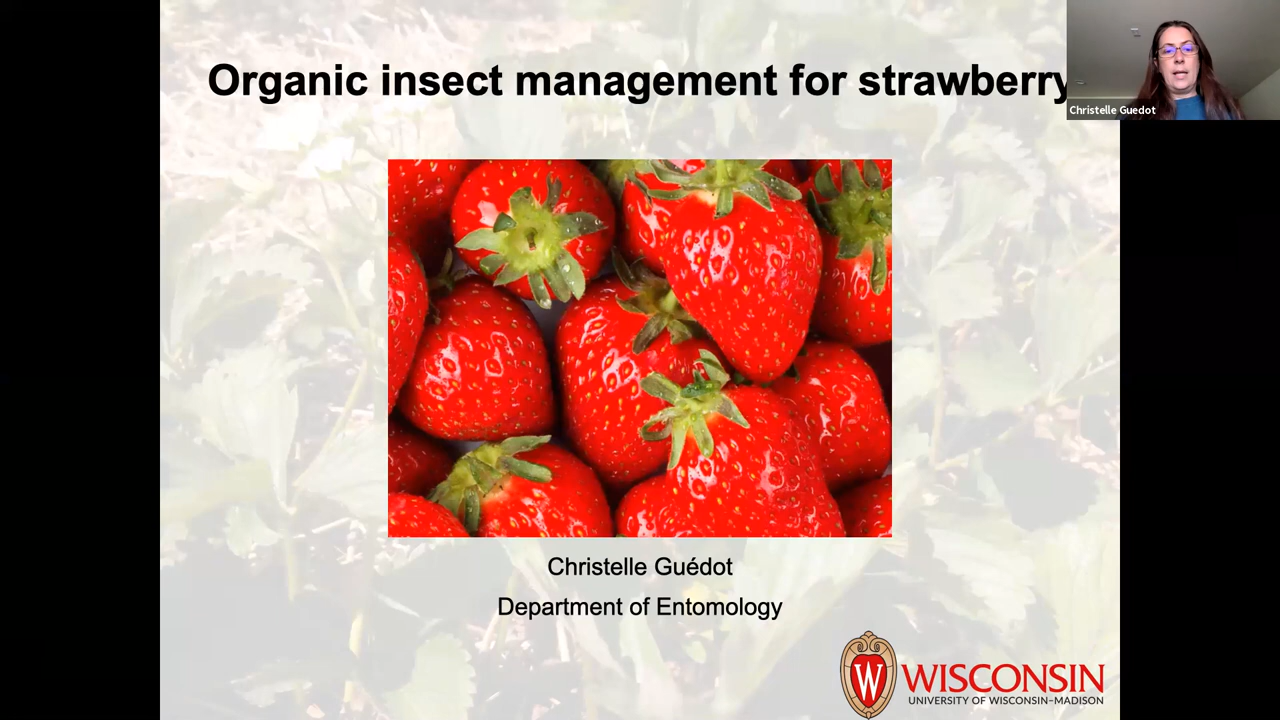 Organic insect management for strawberry
Christelle Guedot
Christelle Guédot
Department of Entomology
W
WISCONSIN
UNIVERSITY OF WISCONSIN–MADISON